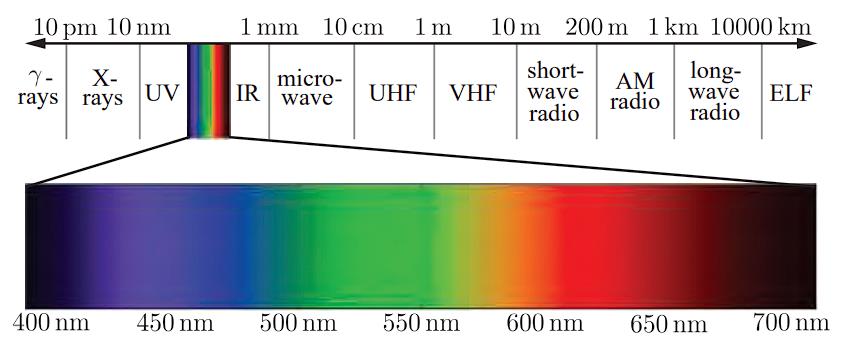 10 pm 10 nm 1 mm 10 cm 1 m 10 m 200 m 1 km 10000 km
γ-
rays
X-
rays
UV
IR
micro-
wave
UHF
VHF
short-
wave
radio
AM
radio
long-
wave
radio
ELF
400 nm 450 nm 500 nm 550 nm 600 nm 650 nm 700 nm